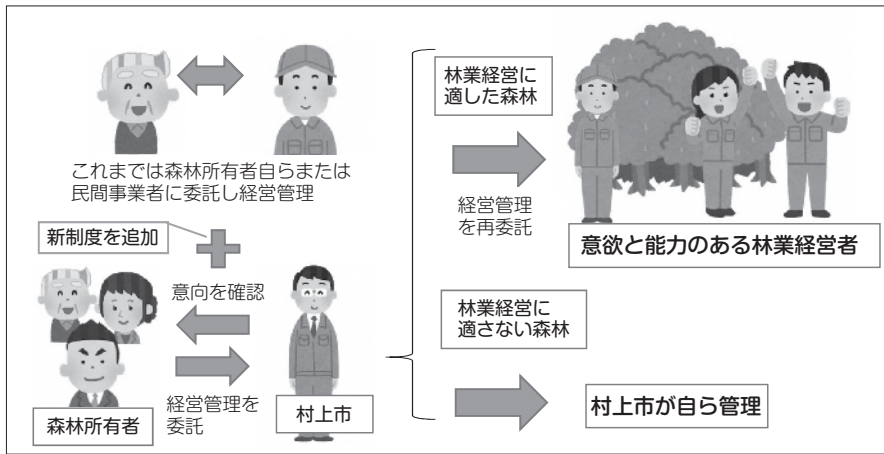 これまでは森林所有者自らまたは
民間事業者に委託し経営管理
新制度を追加
意向を確認
経営管理を
委託
森林所有者
村上市
林業経営に
適した森林
経営管理
を再委託
意欲と能力のある林業経営者
林業経営に
適さない森林
村上市が自ら管理